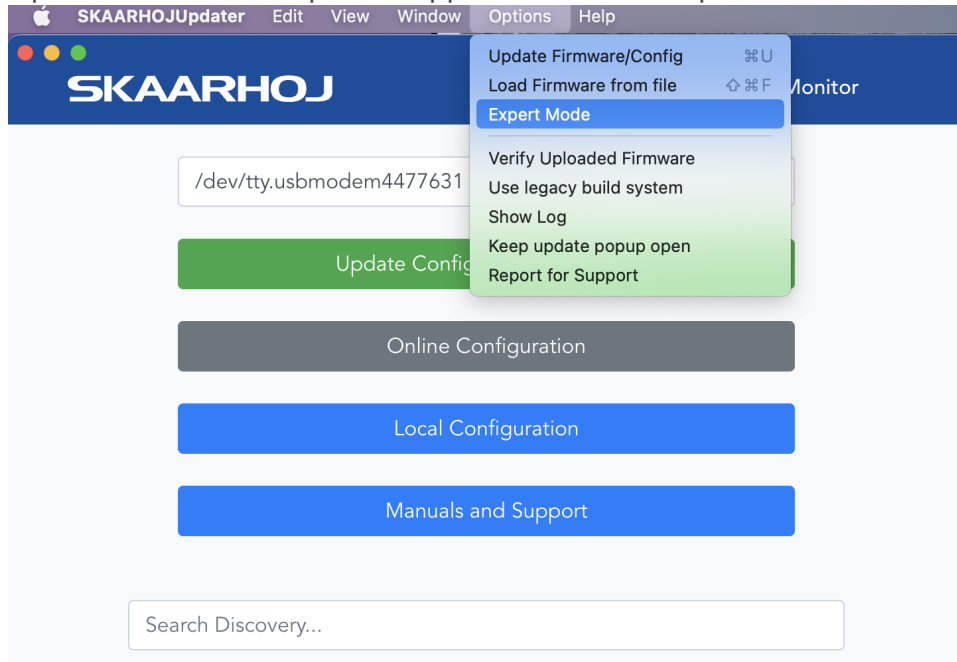 SKAARHOJUpdater Edit View Window Options Help
Update Firmware/Config ⌘U
Load Firmware from file ⇧⌘F
Expert Mode
Verify Uploaded Firmware
Use legacy build system
Show Log
Keep update popup open
Report for Support
SKAARHOJ
Monitor
/dev/tty.usbmodem4477631
Update Config
Online Configuration
Local Configuration
Manuals and Support
Search Discovery...